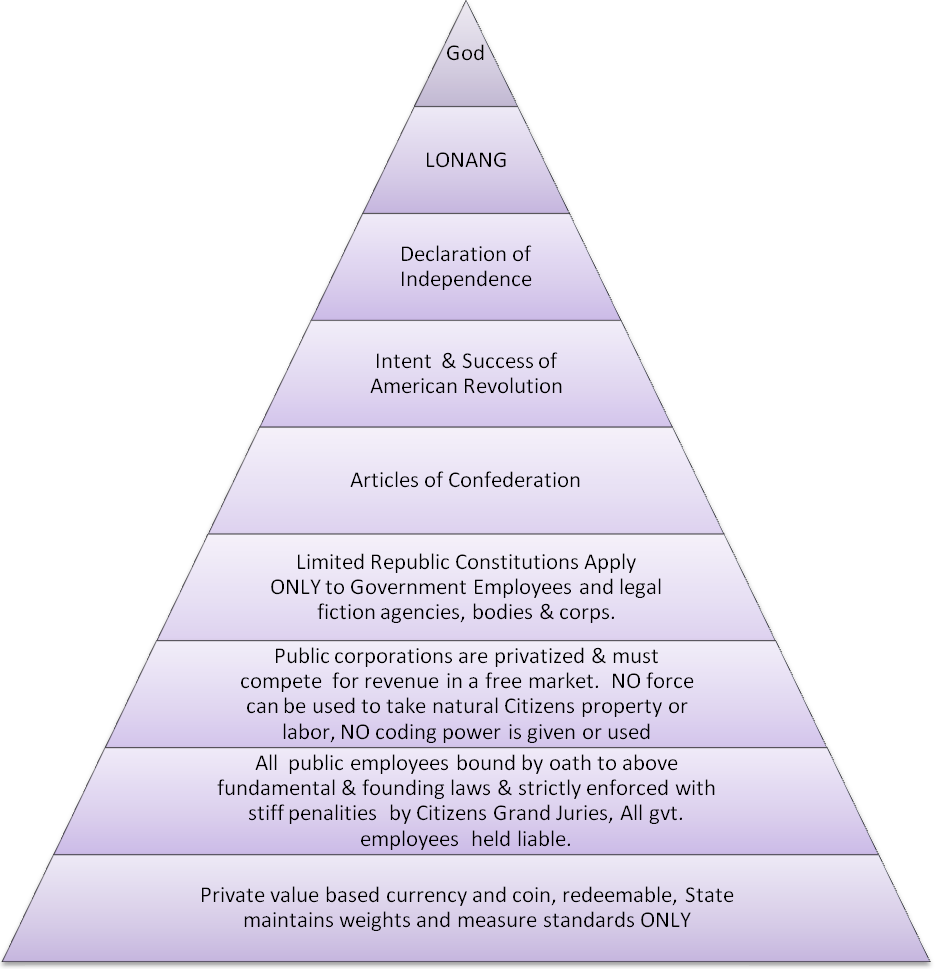 God
LONANG
Declaration of
Independence
Intent & Success of
American Revolution
Articles of Confederation
Limited Republic Constitutions Apply
ONLY to Government Employees and legal
fiction agencies, bodies & corps.
Public corporations are privatized & must
compete for revenue in a free market. NO force
can be used to take natural Citizens property or
labor, NO coding power is given or used
All public employees bound by oath to above
fundamental & founding laws & strictly enforced with
stiff penalities by Citizens Grand Juries, All gvt.
employees held liable.
Private value based currency and coin, redeemable, State
maintains weights and measure standards ONLY